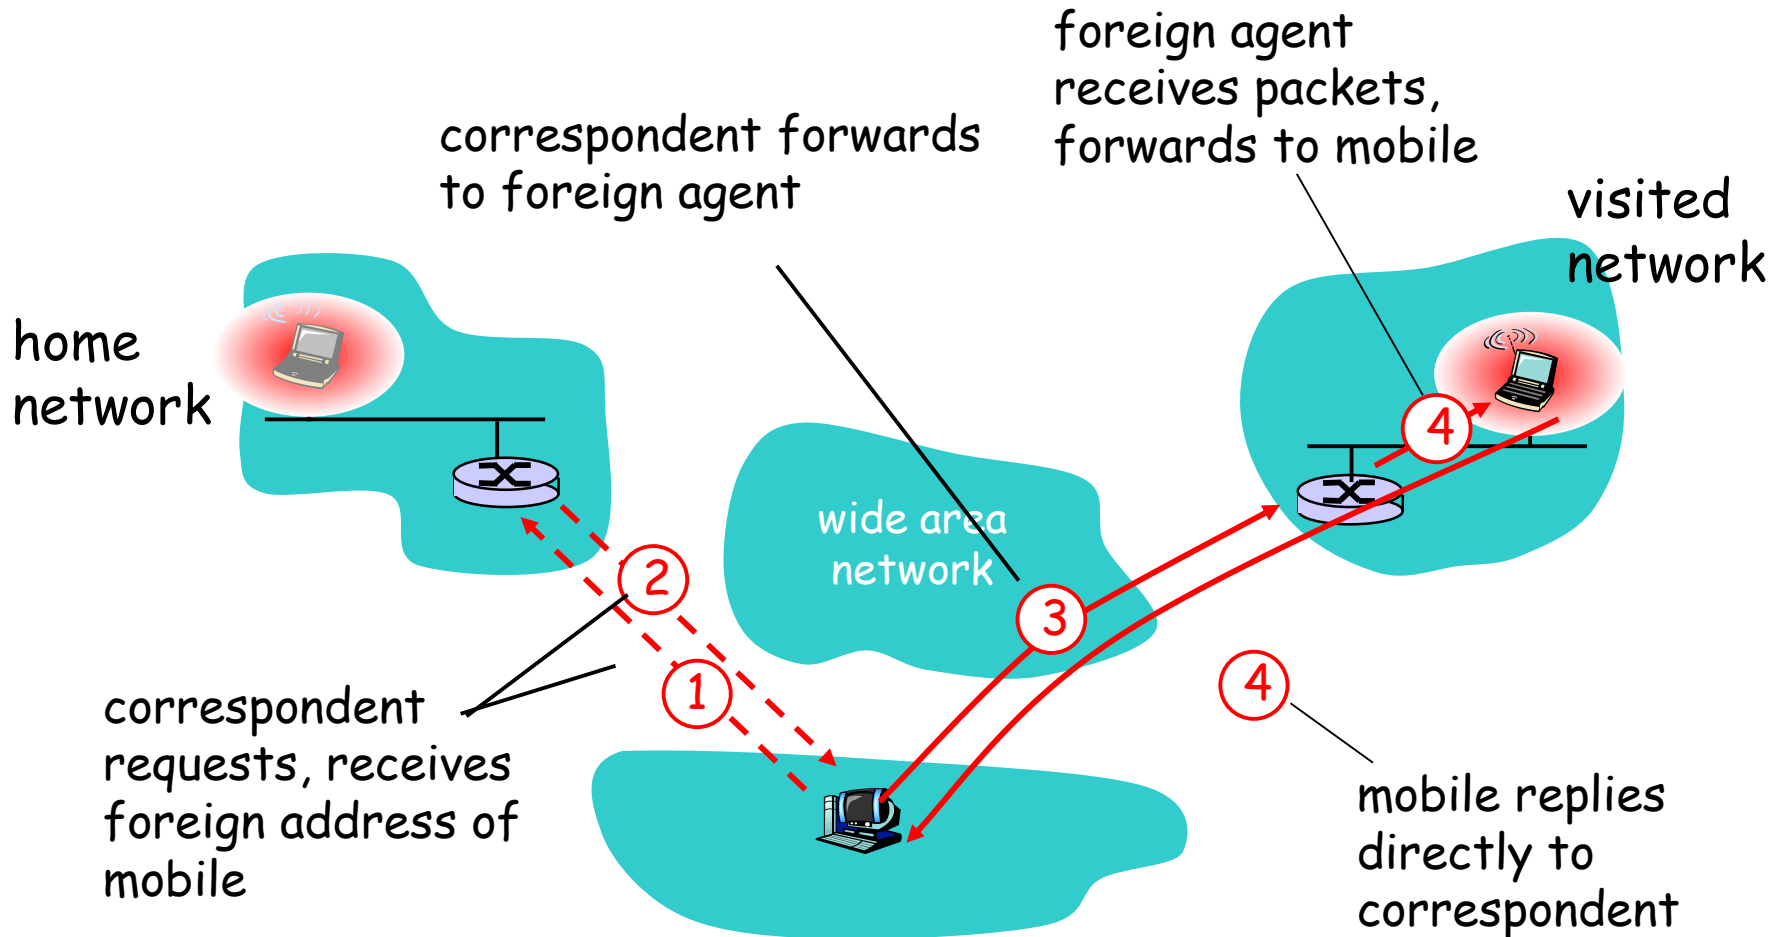 foreign agent
receives packets,
forwards to mobile
correspondent forwards
to foreign agent
visited
network
home
network
4
wide area
network
2
3
1
4
correspondent
requests, receives
foreign address of
mobile
mobile replies
directly to
correspondent